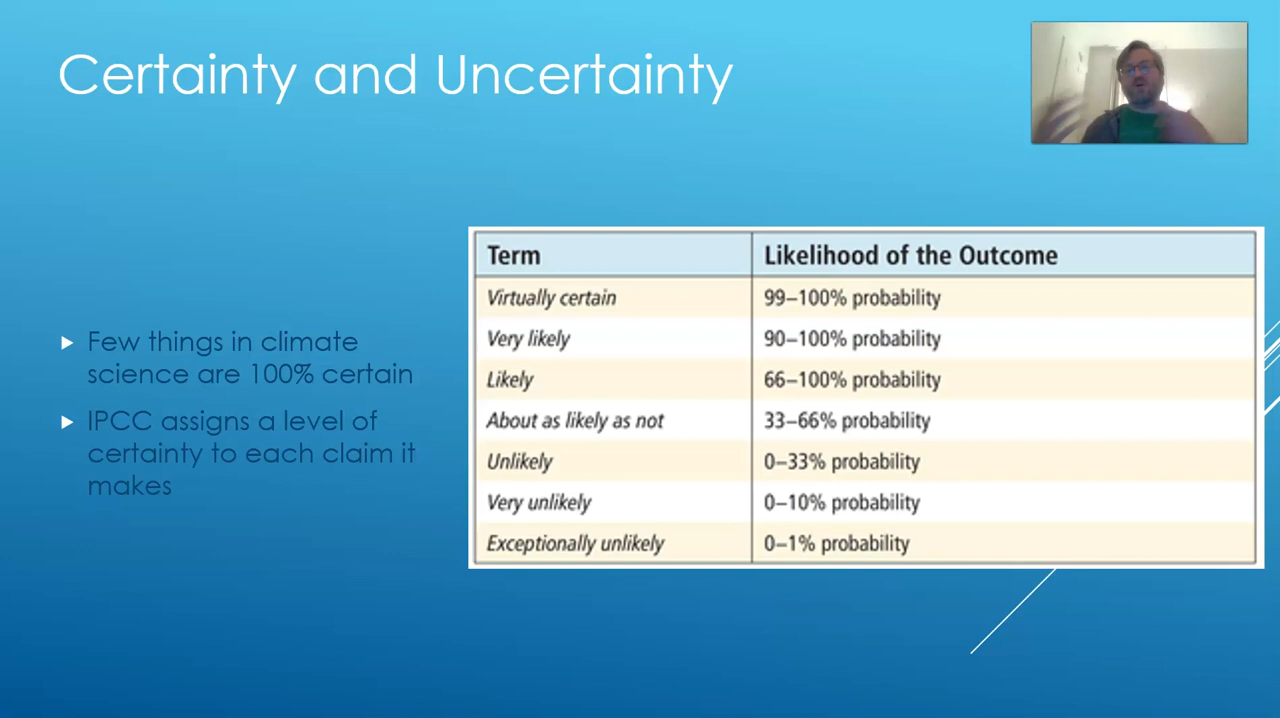 Certainty and Uncertainty
Few things in climate
science are 100% certain
IPCC assigns a level of
certainty to each claim it
makes
Term Likelihood of the Outcome
Virtually certain 99–100% probability
Very likely 90–100% probability
Likely 66–100% probability
About as likely as not 33–66% probability
Unlikely 0–33% probability
Very unlikely 0–10% probability
Exceptionally unlikely 0–1% probability